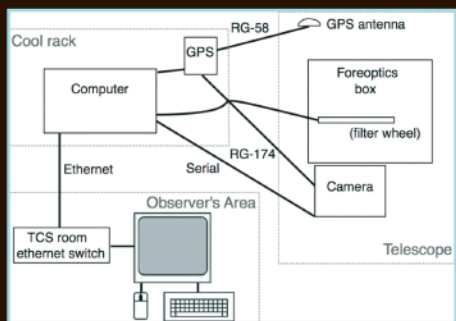 RG-58
GPS antenna
Cool rack
GPS
Foreoptics
box
Computer
(filter wheel)
Ethernet
Serial
RG-174
Camera
Observer's Area
TCS room
ethernet switch
Telescope